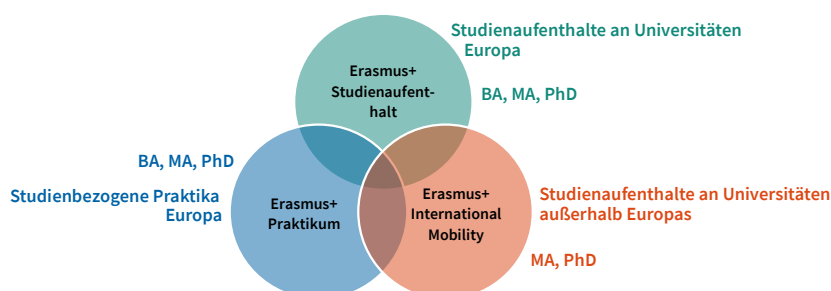 Studienaufenthalte an Universitäten
Europa
Erasmus+
Studienaufent-
halt
BA, MA, PhD
BA, MA, PhD
Studienbezogene Praktika
Europa
Erasmus+
Praktikum
Erasmus+
International
Mobility
Studienaufenthalte an Universitäten
außerhalb Europas
MA, PhD